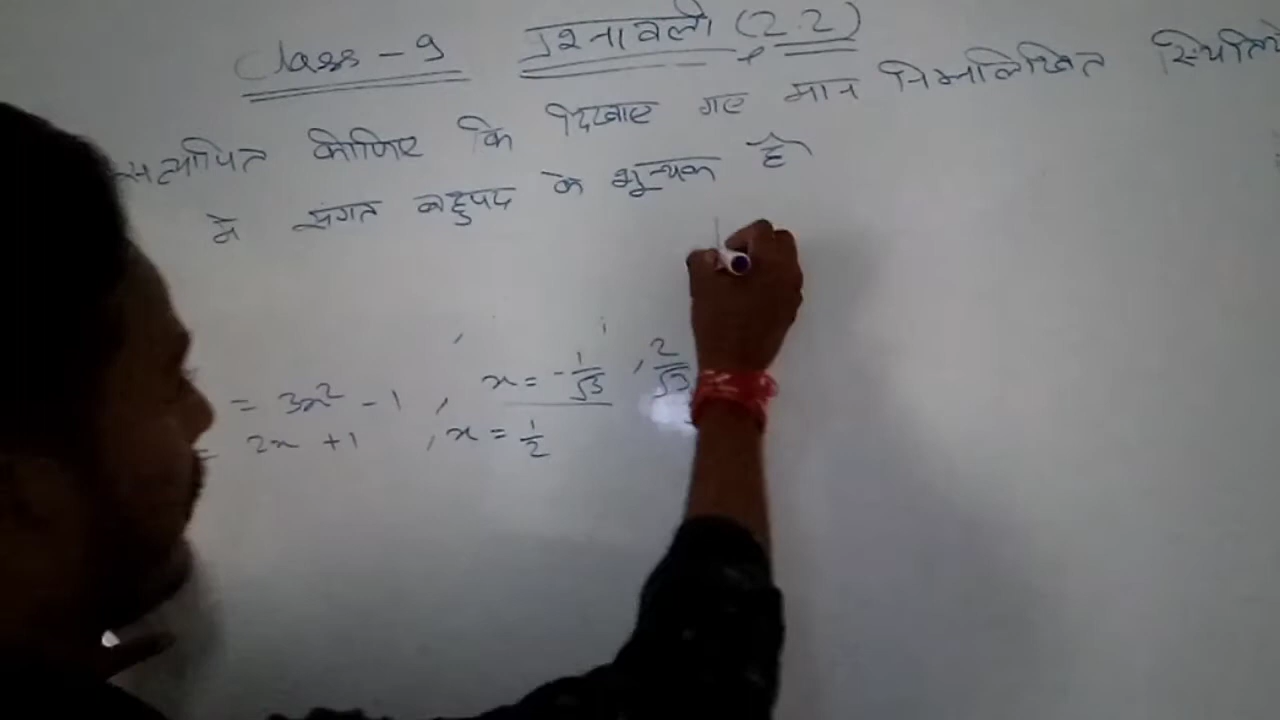 Class - 9 प्रश्नावली (2.2)
सत्यापित कीजिए कि दिखाए गए मान निम्नलिखित
में संगत बहुपद के शून्यक है
= 3x² - 1 , x = -1/√3 , 2/√3
= 2x + 1 , x = 1/2